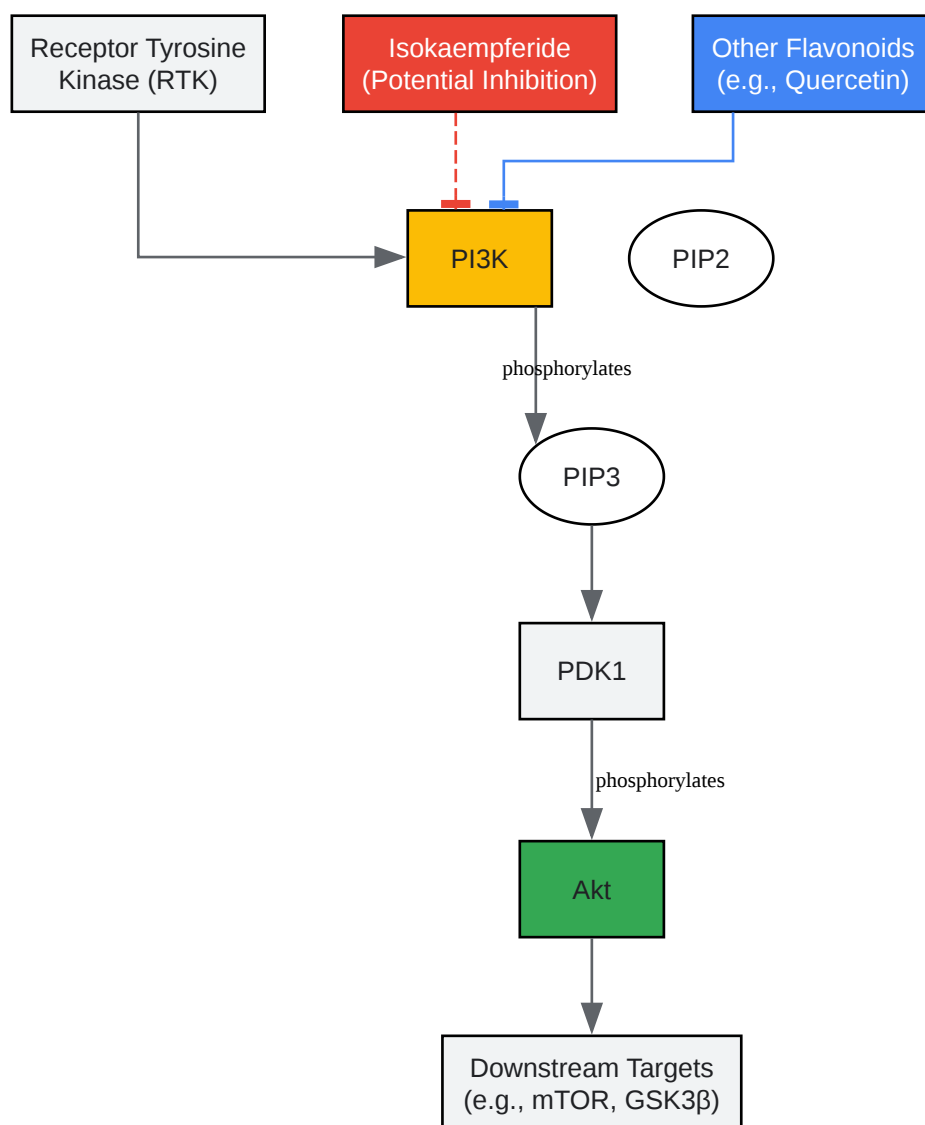 Receptor Tyrosine
Kinase (RTK)
Isokaempferide
(Potential Inhibition)
Other Flavonoids
(e.g., Quercetin)
PI3K
PIP2
phosphorylates
PIP3
PDK1
phosphorylates
Akt
Downstream Targets
(e.g., mTOR, GSK3β)